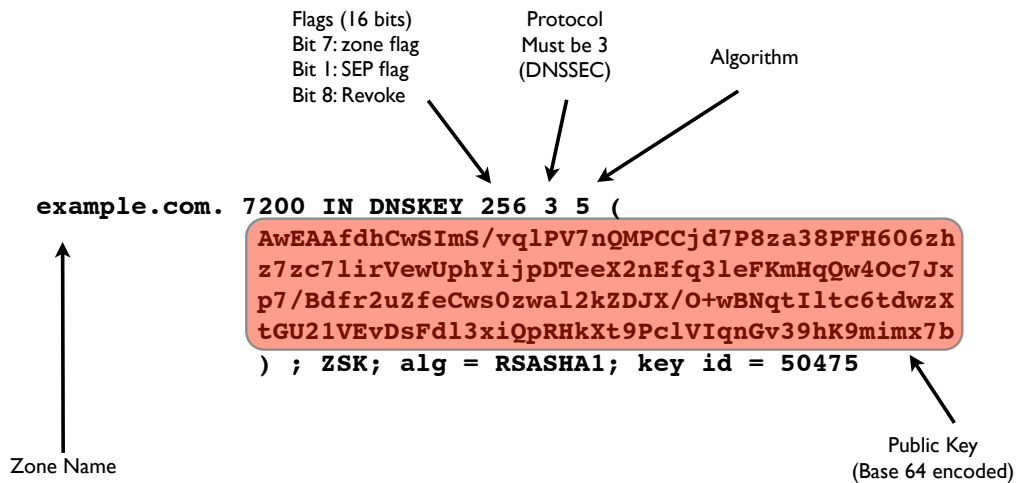 Flags (16 bits)
Bit 7: zone flag
Bit 1: SEP flag
Bit 8: Revoke
Protocol
Must be 3
(DNSSEC)
Algorithm
example.com. 7200 IN DNSKEY 256 3 5 (
AwEAAfdhCwSImS/vqlPV7nQMPCCjd7P8za38PFH606zh
z7zc7lirVewUphYijpDTeeX2nEfq3leFKmHqQw4Oc7Jx
p7/Bdfr2uZfeCws0zwal2kZDJX/O+wBNqtIltc6tdwzX
tGU21VEvDsFdl3xiQpRHkXt9PclVIqnGv39hK9mimx7b
) ; ZSK; alg = RSASHA1; key id = 50475
Zone Name
Public Key
(Base 64 encoded)